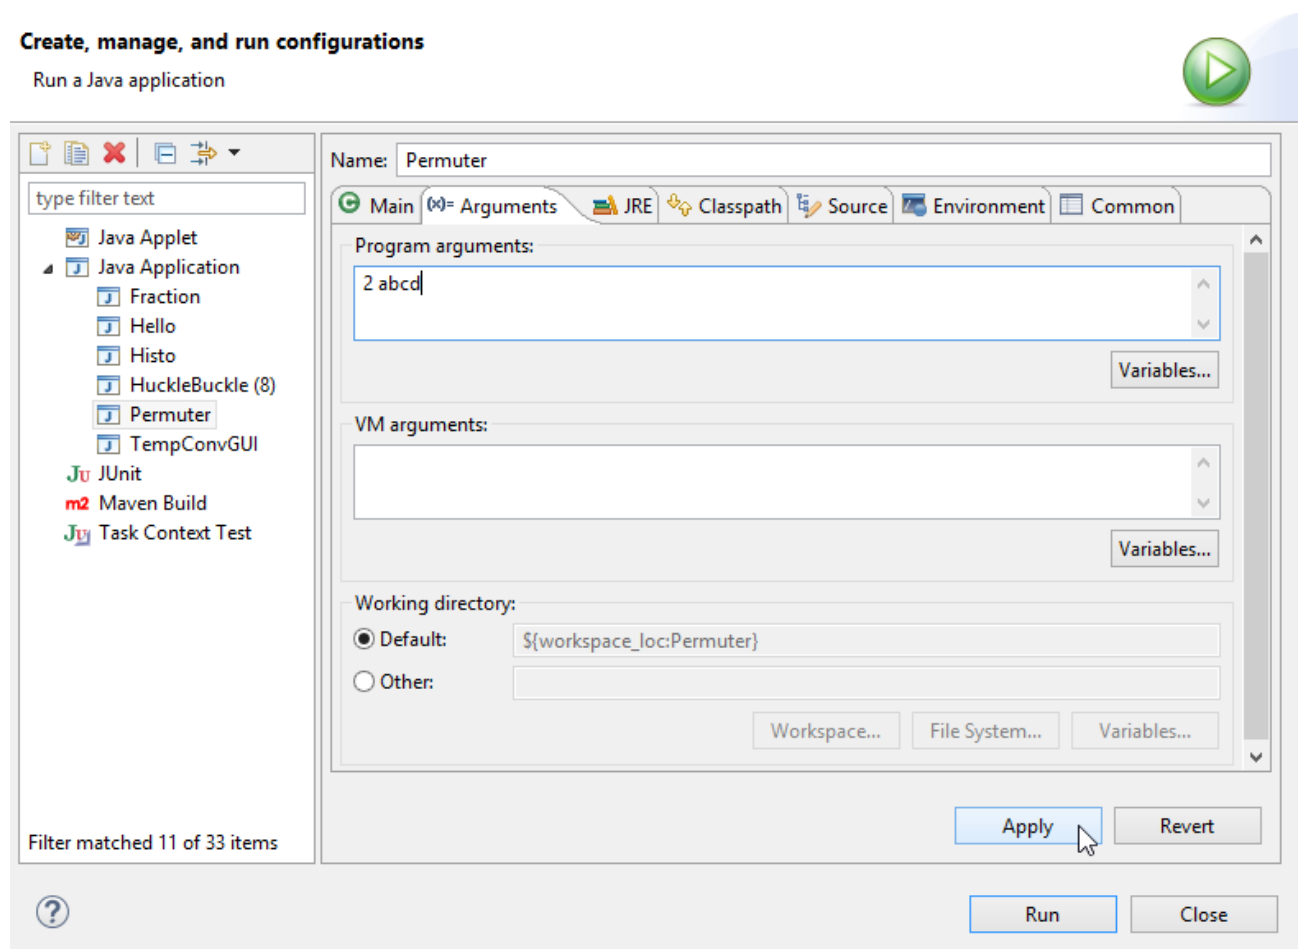 Create, manage, and run configurations
Run a Java application
type filter text
Java Applet
Java Application
Fraction
Hello
Histo
HuckleBuckle (8)
Permuter
TempConvGUI
Ju JUnit
m2 Maven Build
Ju Task Context Test
Filter matched 11 of 33 items
Name: Permuter
Main (x)= Arguments JRE Classpath Source Environment Common
Program arguments:
2 abcd
Variables...
VM arguments:
Variables...
Working directory:
Default: ${workspace_loc:Permuter}
Other:
Workspace... File System... Variables...
Apply Revert
? Run Close